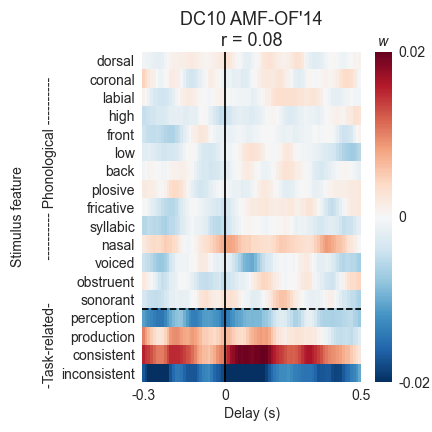 DC10 AMF-OF'14
r = 0.08
w
Stimulus feature
---------- Phonological ----------
-Task-related-
dorsal
coronal
labial
high
front
low
back
plosive
fricative
syllabic
nasal
voiced
obstruent
sonorant
perception
production
consistent
inconsistent
0.02
0
-0.02
-0.3
0
0.5
Delay (s)